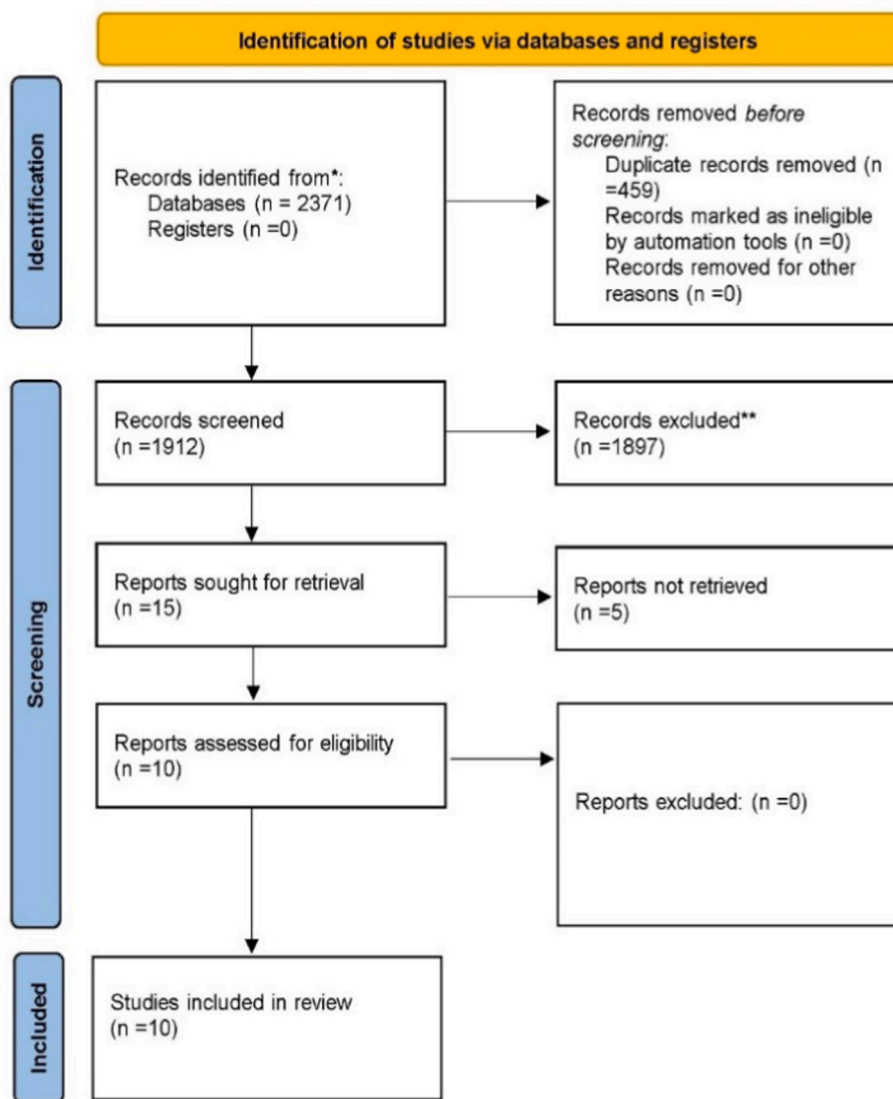 Identification of studies via databases and registers
Identification
Records identified from*:
Databases (n = 2371)
Registers (n =0)
Records removed before
screening:
Duplicate records removed (n
=459)
Records marked as ineligible
by automation tools (n =0)
Records removed for other
reasons (n =0)
Screening
Records screened
(n =1912)
Records excluded**
(n =1897)
Reports sought for retrieval
(n =15)
Reports not retrieved
(n =5)
Reports assessed for eligibility
(n =10)
Reports excluded: (n =0)
Included
Studies included in review
(n =10)